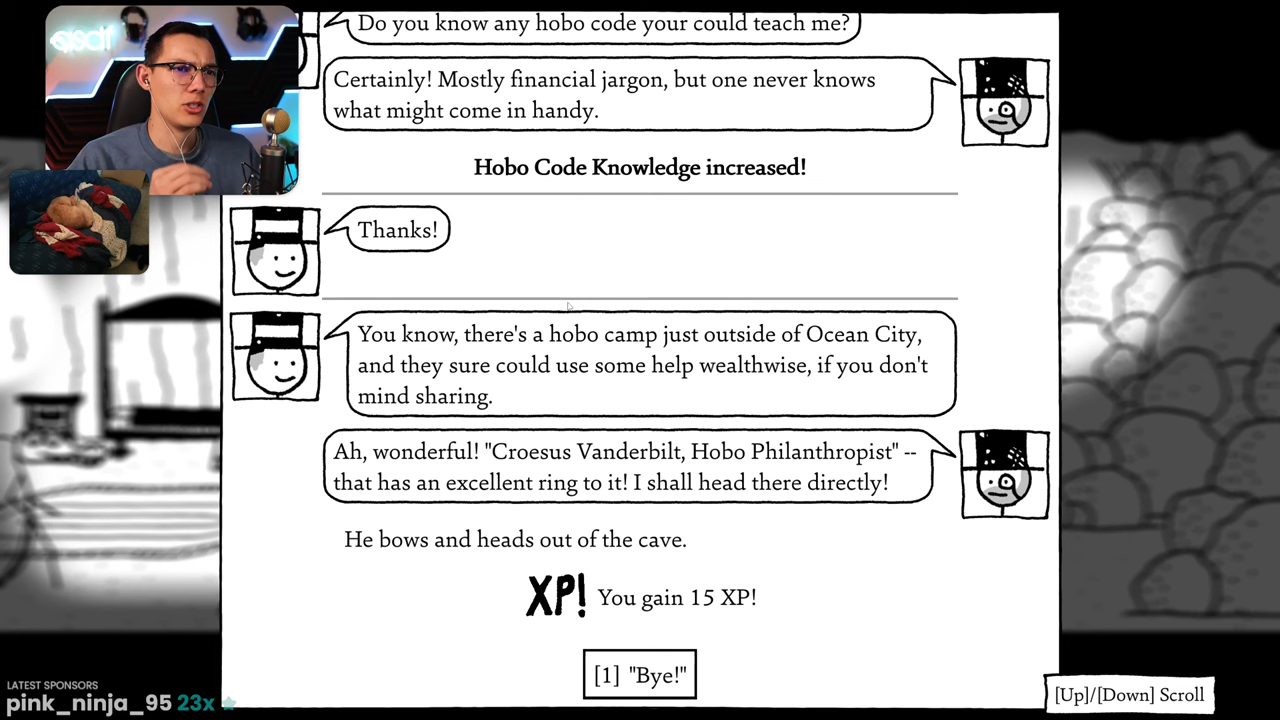 Do you know any hobo code your could teach me?
Certainly! Mostly financial jargon, but one never knows
what might come in handy.
Hobo Code Knowledge increased!
Thanks!
You know, there's a hobo camp just outside of Ocean City,
and they sure could use some help wealthwise, if you don't
mind sharing.
Ah, wonderful! "Croesus Vanderbilt, Hobo Philanthropist" --
that has an excellent ring to it! I shall head there directly!
He bows and heads out of the cave.
XP! You gain 15 XP!
[1] "Bye!"
[Up]/[Down] Scroll
LATEST SPONSORS
pink_ninja_95 23x